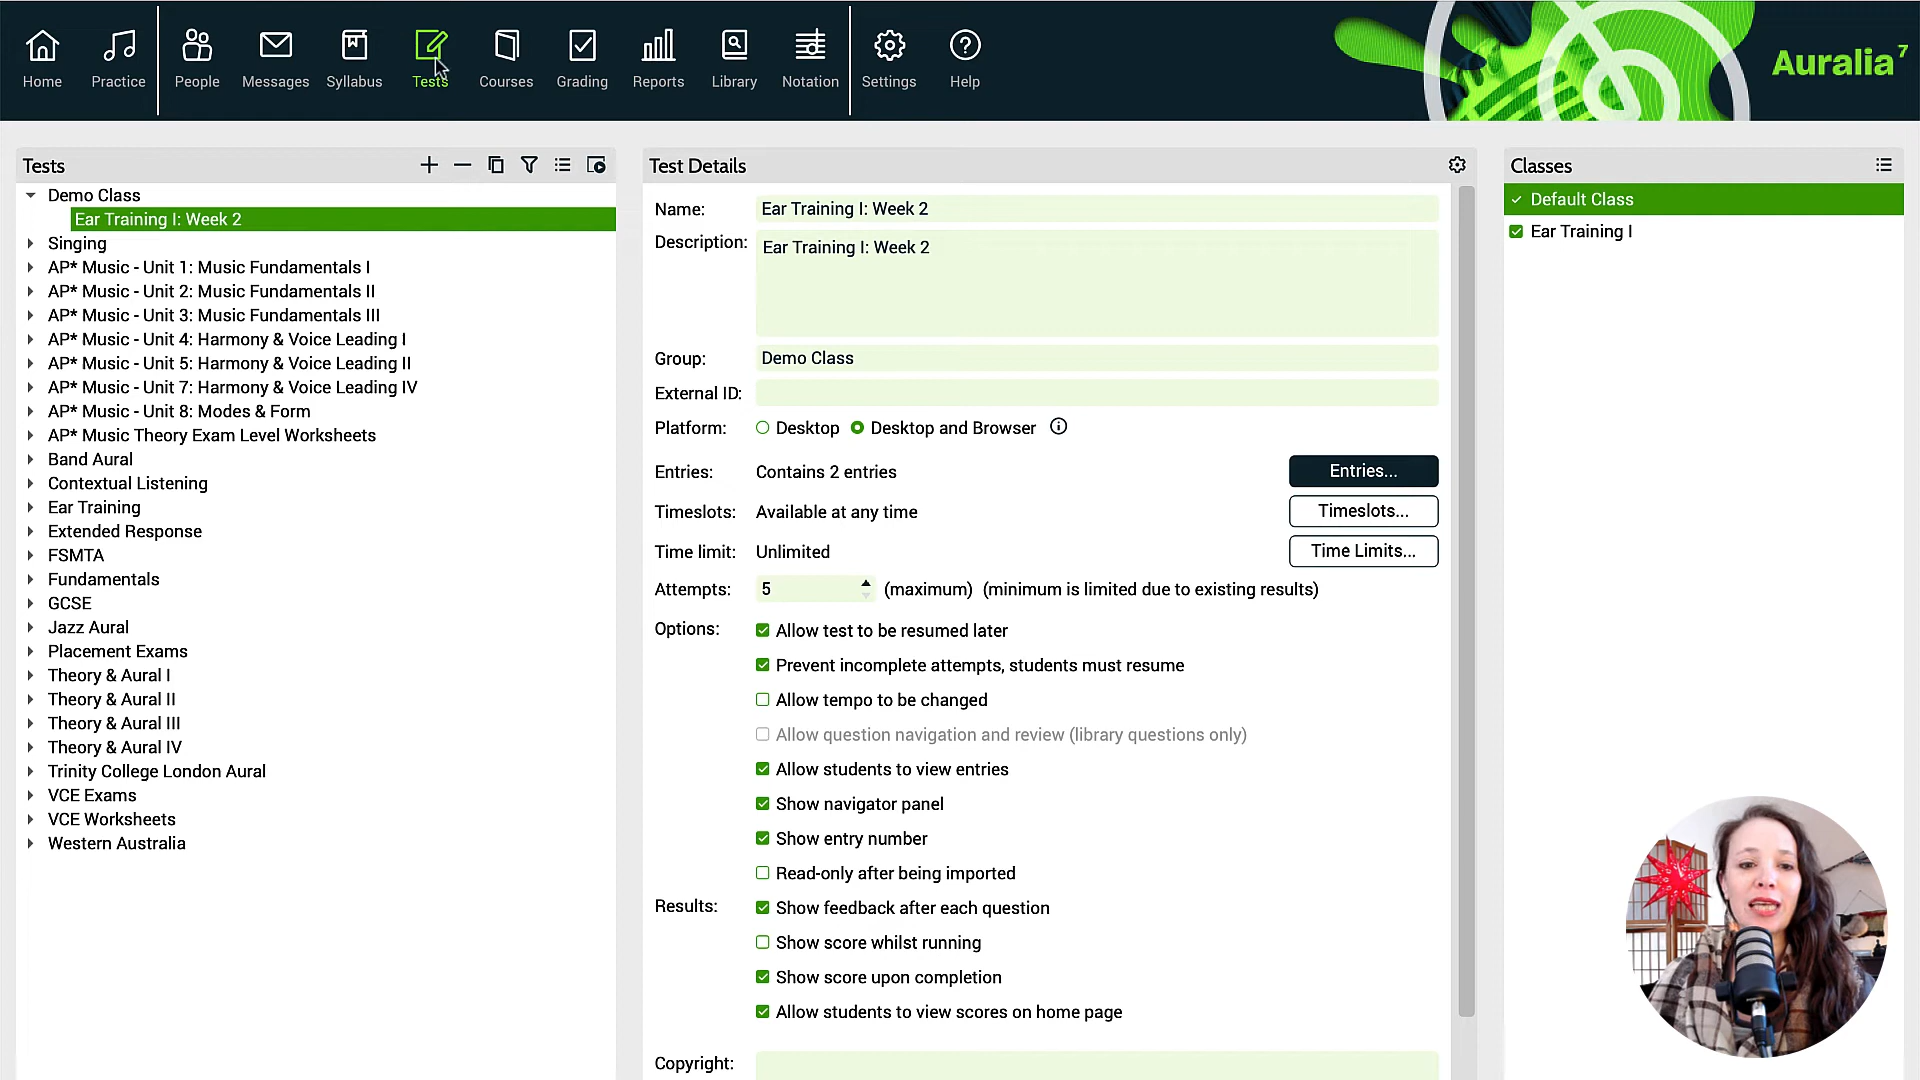 Home Practice People Messages Syllabus Tests Courses Grading Reports Library Notation Settings Help
Auralia7
Tests
Demo Class
Ear Training I: Week 2
Singing
AP* Music - Unit 1: Music Fundamentals I
AP* Music - Unit 2: Music Fundamentals II
AP* Music - Unit 3: Music Fundamentals III
AP* Music - Unit 4: Harmony & Voice Leading I
AP* Music - Unit 5: Harmony & Voice Leading II
AP* Music - Unit 7: Harmony & Voice Leading IV
AP* Music - Unit 8: Modes & Form
AP* Music Theory Exam Level Worksheets
Band Aural
Contextual Listening
Ear Training
Extended Response
FSMTA
Fundamentals
GCSE
Jazz Aural
Placement Exams
Theory & Aural I
Theory & Aural II
Theory & Aural III
Theory & Aural IV
Trinity College London Aural
VCE Exams
VCE Worksheets
Western Australia
Test Details
Name: Ear Training I: Week 2
Description: Ear Training I: Week 2
Group: Demo Class
External ID:
Platform: Desktop Desktop and Browser
Entries: Contains 2 entries Entries...
Timeslots: Available at any time Timeslots...
Time limit: Unlimited Time Limits...
Attempts: 5 (maximum) (minimum is limited due to existing results)
Options: Allow test to be resumed later
Prevent incomplete attempts, students must resume
Allow tempo to be changed
Allow question navigation and review (library questions only)
Allow students to view entries
Show navigator panel
Show entry number
Read-only after being imported
Results: Show feedback after each question
Show score whilst running
Show score upon completion
Allow students to view scores on home page
Copyright:
Classes
Default Class
Ear Training I